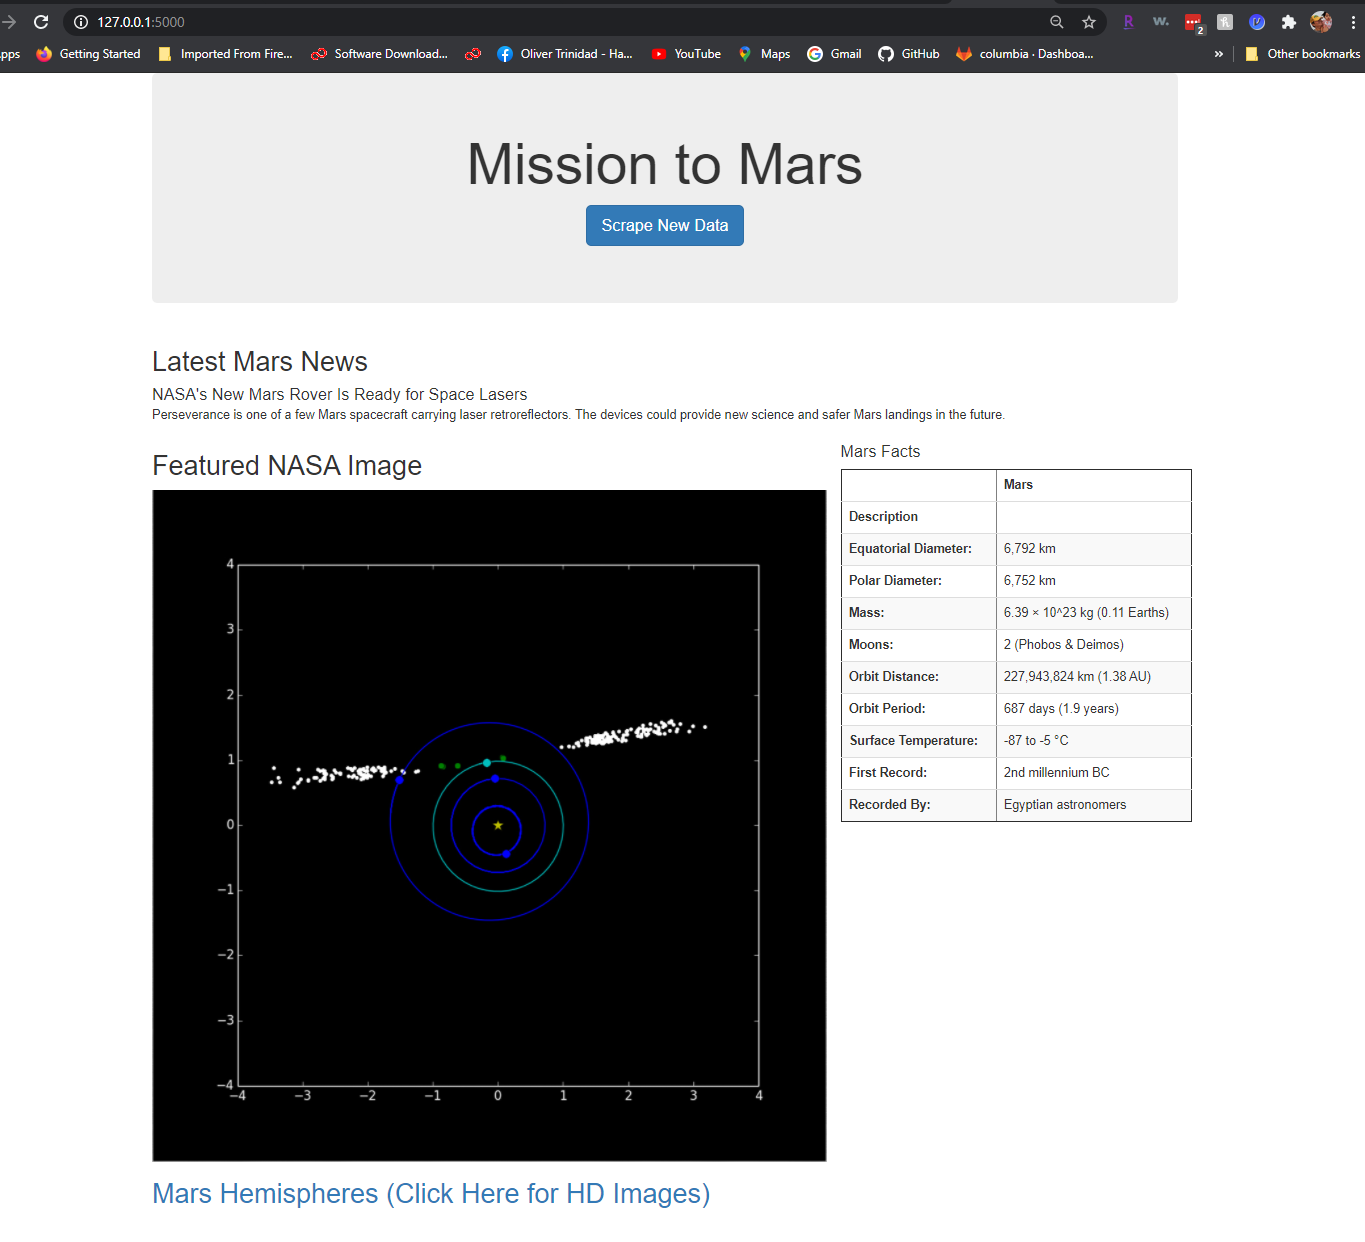 127.0.0.1:5000
2
pps Getting Started Imported From Fire... Software Download... Oliver Trinidad - Ha... YouTube Maps Gmail GitHub columbia · Dashboa... » Other bookmarks
Mission to Mars
Scrape New Data
Latest Mars News
NASA's New Mars Rover Is Ready for Space Lasers
Perseverance is one of a few Mars spacecraft carrying laser retroreflectors. The devices could provide new science and safer Mars landings in the future.
Featured NASA Image
4
3
2
1
0
−1
−2
−3
−4
−4 −3 −2 −1 0 1 2 3 4
Mars Facts
Mars
Description
Equatorial Diameter: 6,792 km
Polar Diameter: 6,752 km
Mass: 6.39 × 10^23 kg (0.11 Earths)
Moons: 2 (Phobos & Deimos)
Orbit Distance: 227,943,824 km (1.38 AU)
Orbit Period: 687 days (1.9 years)
Surface Temperature: -87 to -5 °C
First Record: 2nd millennium BC
Recorded By: Egyptian astronomers
Mars Hemispheres (Click Here for HD Images)